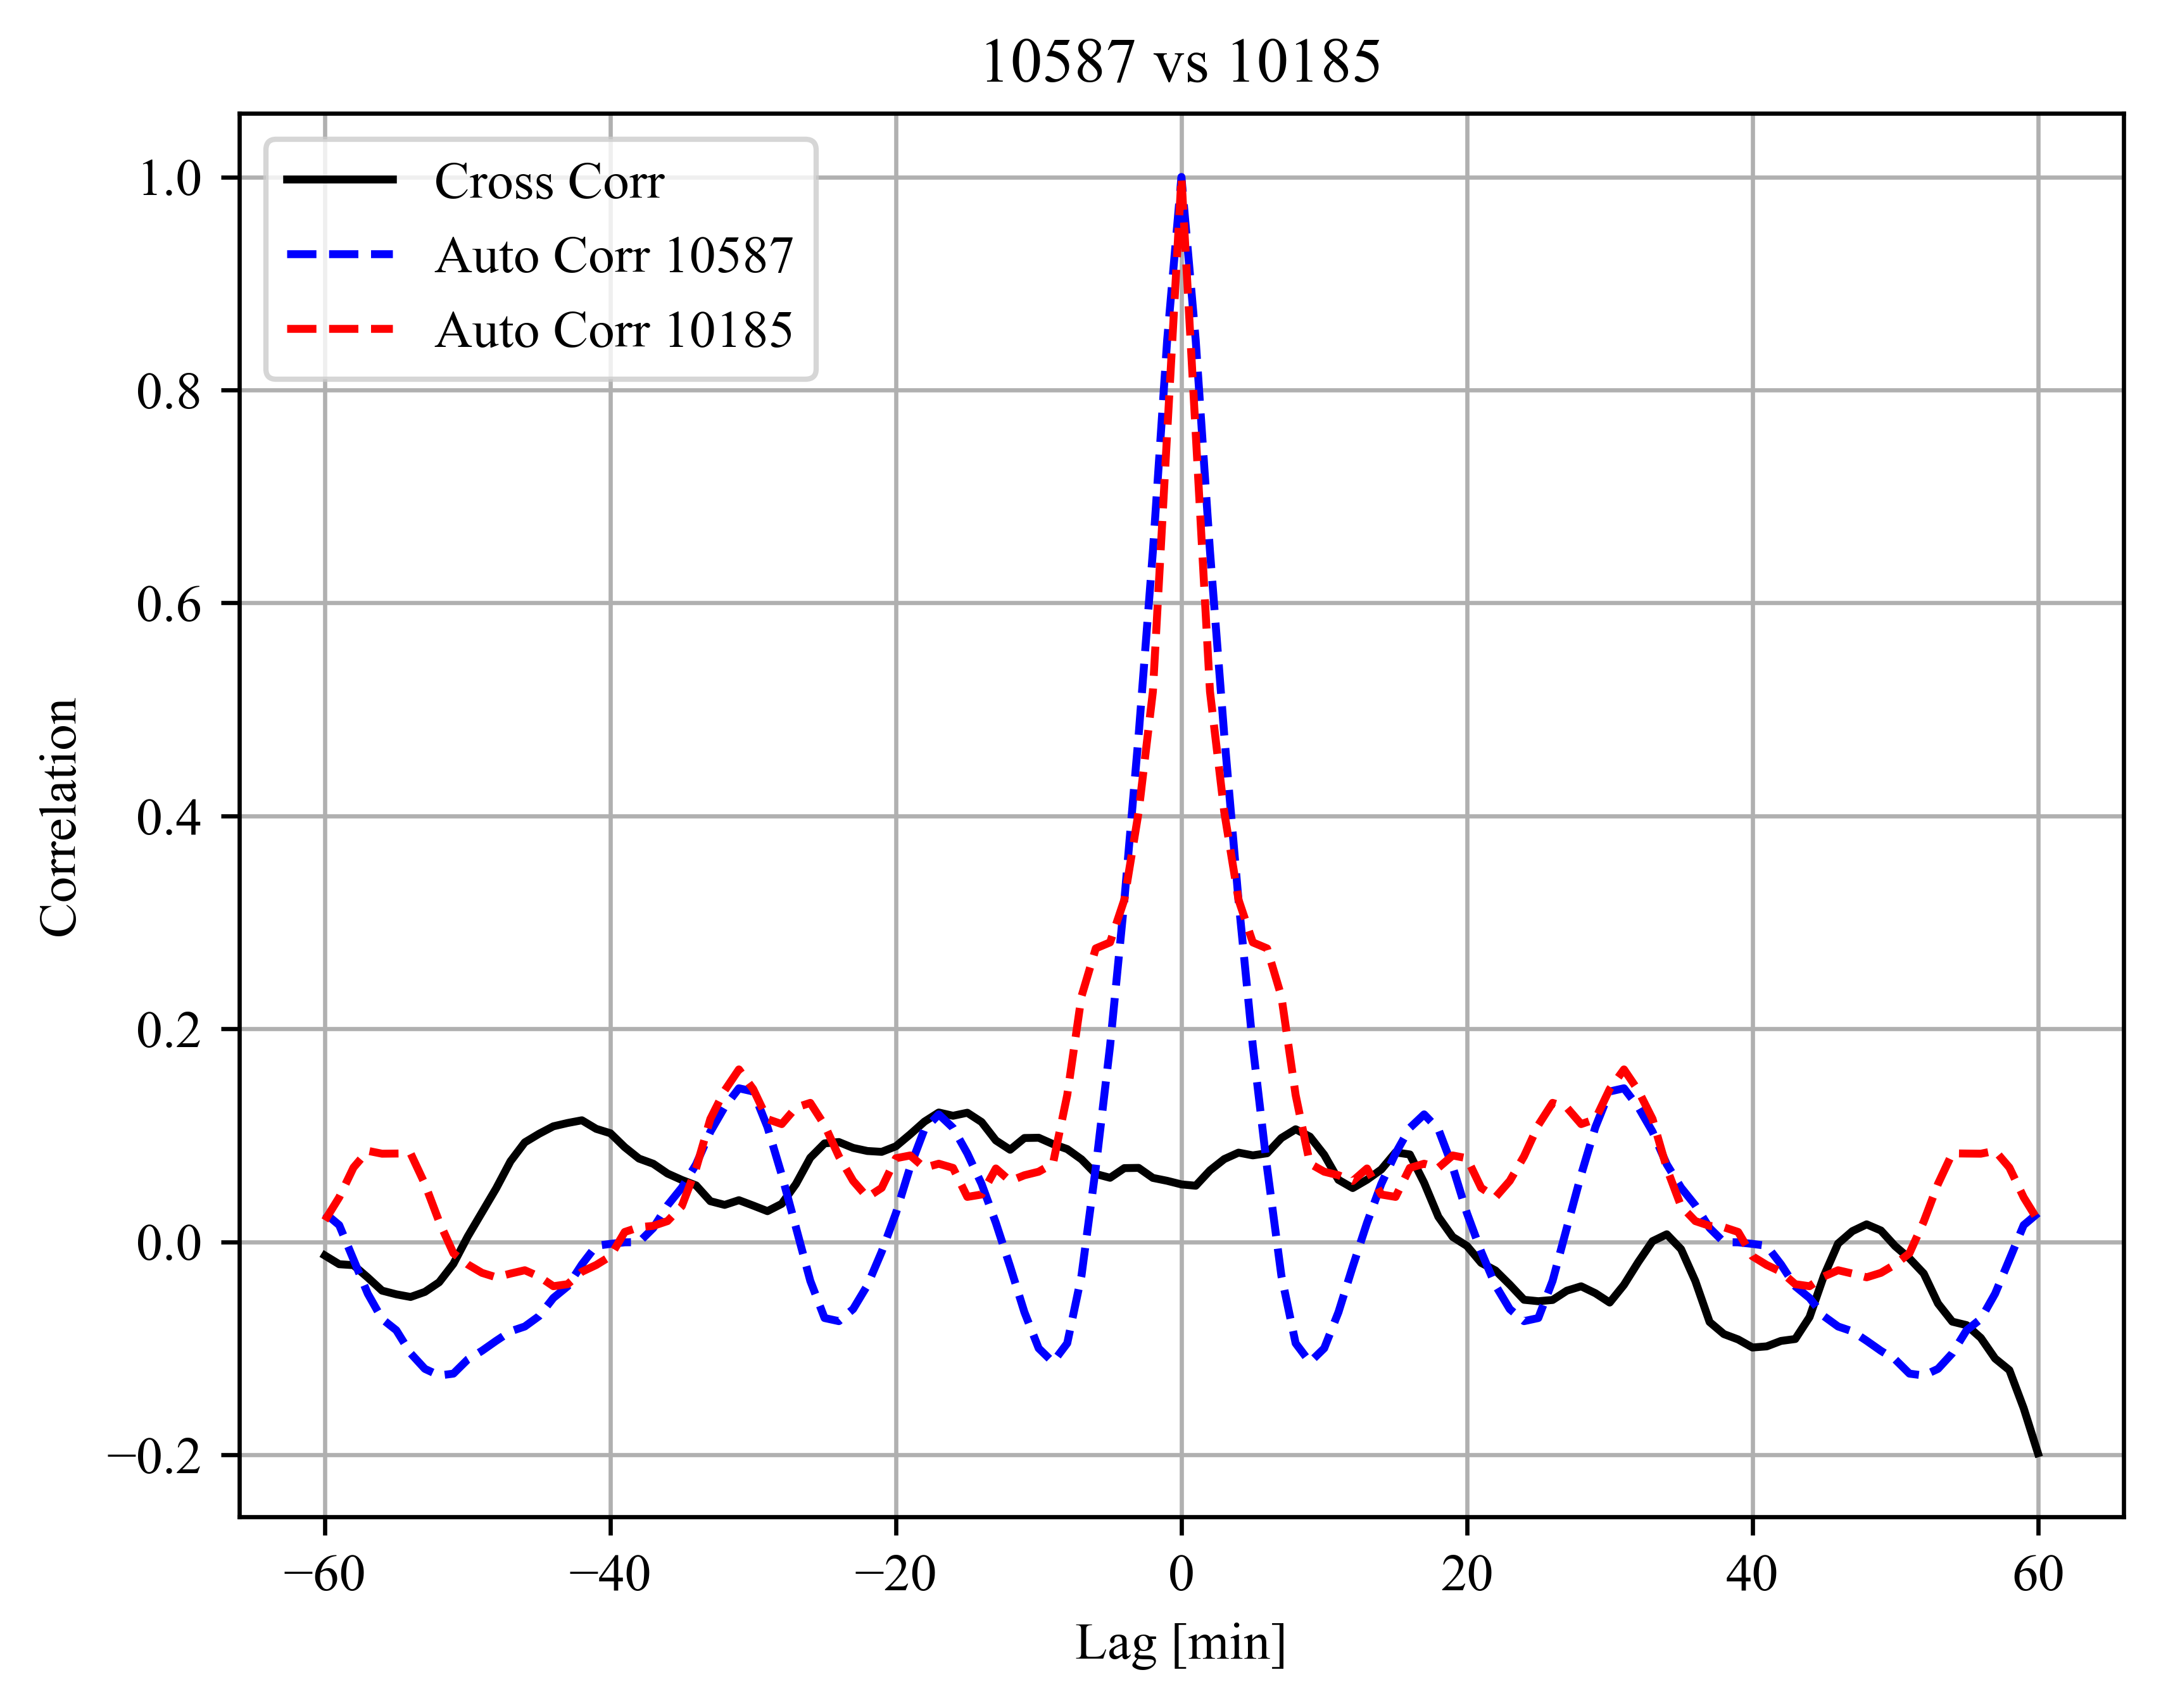 10587 vs 10185
Cross Corr
Auto Corr 10587
Auto Corr 10185
1.0
0.8
0.6
0.4
0.2
0.0
−0.2
Correlation
−60
−40
−20
0
20
40
60
Lag [min]